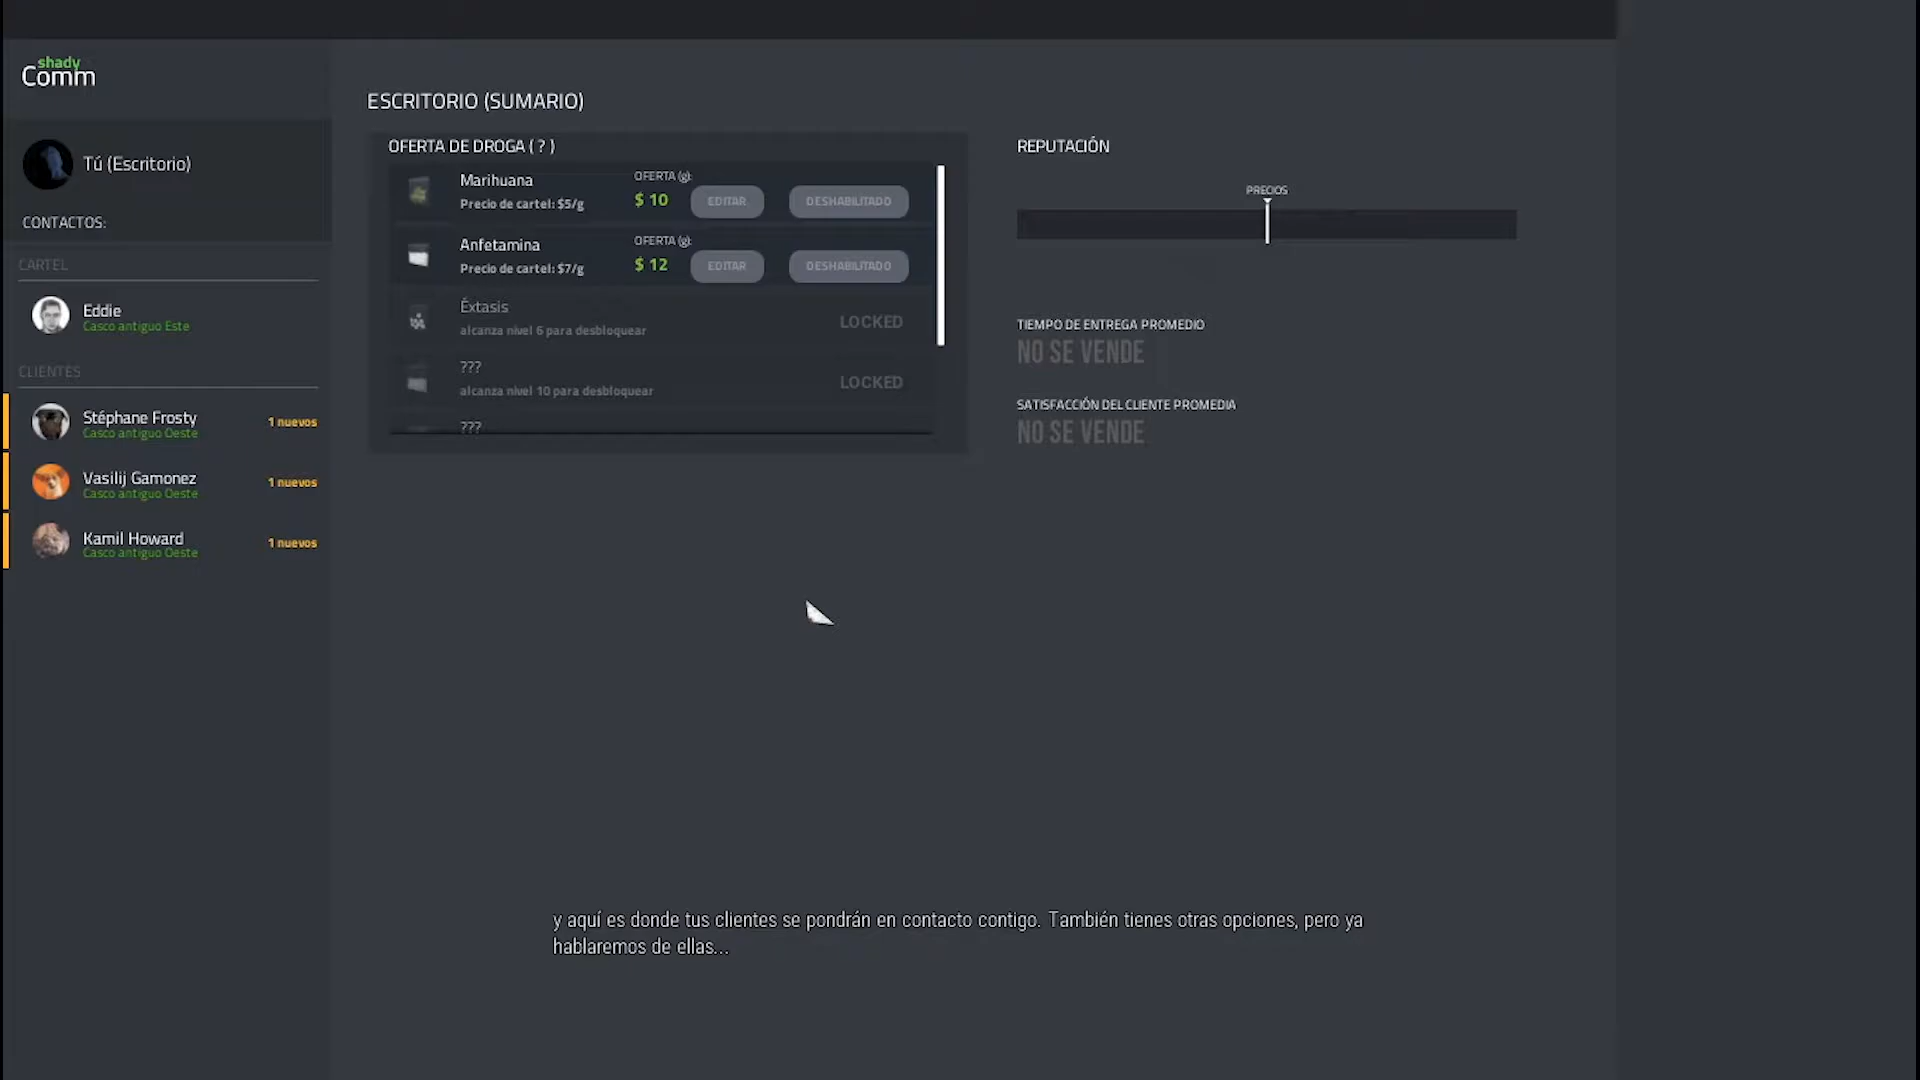 shady
Comm
Tú (Escritorio)
CONTACTOS:
CARTEL
Eddie
Casco antiguo Este
CLIENTES
Stéphane Frosty
Casco antiguo Oeste
1 nuevos
Vasilij Gamonez
Casco antiguo Oeste
1 nuevos
Kamil Howard
Casco antiguo Oeste
1 nuevos
ESCRITORIO (SUMARIO)
OFERTA DE DROGA ( ? )
Marihuana
Precio de cartel: $5/g
OFERTA (g):
$ 10
EDITAR
DESHABILITADO
Anfetamina
Precio de cartel: $7/g
OFERTA (g):
$ 12
EDITAR
DESHABILITADO
Éxtasis
alcanza nivel 6 para desbloquear
LOCKED
???
alcanza nivel 10 para desbloquear
LOCKED
???
REPUTACIÓN
PRECIOS
TIEMPO DE ENTREGA PROMEDIO
NO SE VENDE
SATISFACCIÓN DEL CLIENTE PROMEDIA
NO SE VENDE
y aquí es donde tus clientes se pondrán en contacto contigo. También tienes otras opciones, pero ya
hablaremos de ellas...